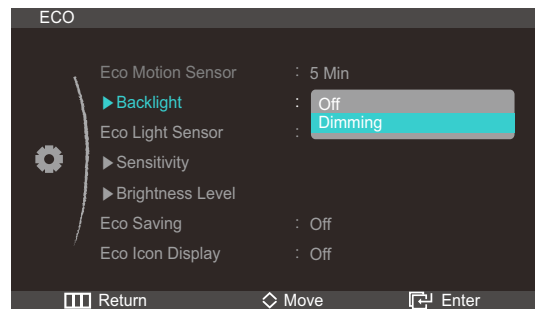 ECO
Eco Motion Sensor : 5 Min
▶Backlight : Off
Dimming
Eco Light Sensor :
▶Sensitivity
▶Brightness Level
Eco Saving : Off
Eco Icon Display : Off
Return Move Enter